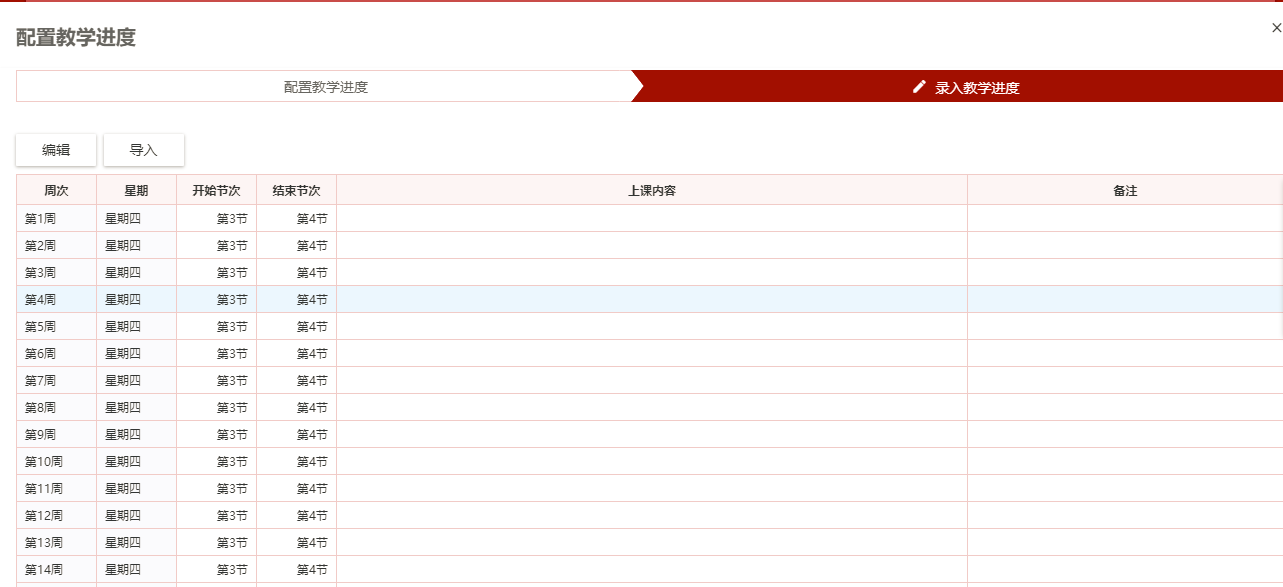 配置教学进度
×
配置教学进度 录入教学进度
编辑 导入
周次 星期 开始节次 结束节次 上课内容 备注
第1周 星期四 第3节 第4节
第2周 星期四 第3节 第4节
第3周 星期四 第3节 第4节
第4周 星期四 第3节 第4节
第5周 星期四 第3节 第4节
第6周 星期四 第3节 第4节
第7周 星期四 第3节 第4节
第8周 星期四 第3节 第4节
第9周 星期四 第3节 第4节
第10周 星期四 第3节 第4节
第11周 星期四 第3节 第4节
第12周 星期四 第3节 第4节
第13周 星期四 第3节 第4节
第14周 星期四 第3节 第4节